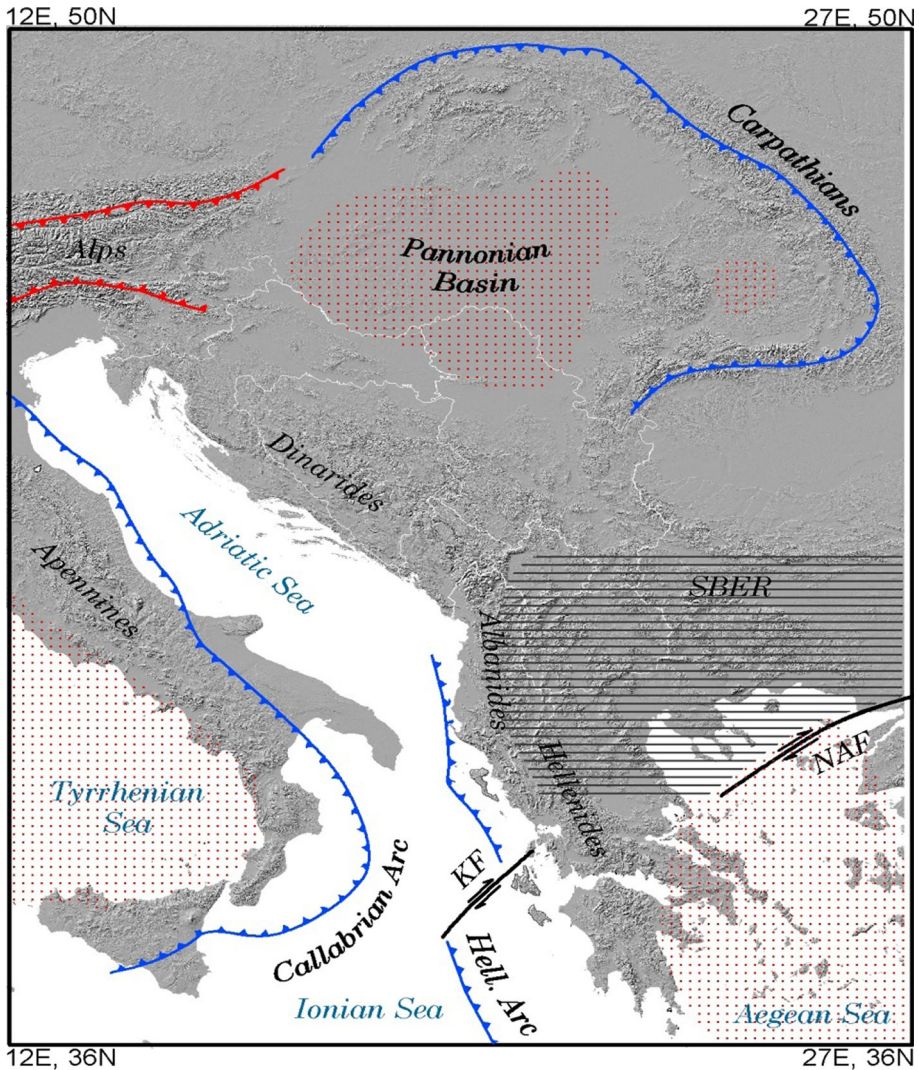 12E, 50N
27E, 50N
Carpathians
Alps
Pannonian
Basin
Dinarides
Adriatic Sea
Apennines
SBER
Albanides
Hellenides
NAF
Tyrrhenian
Sea
KF
Callabrian Arc
Hell. Arc
Ionian Sea
Aegean Sea
12E, 36N
27E, 36N